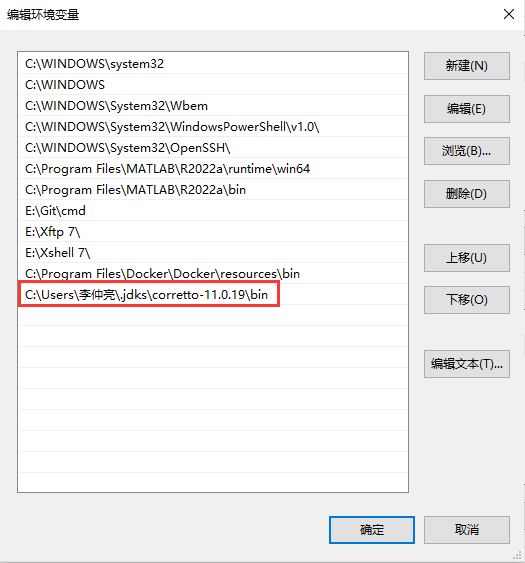 编辑环境变量
C:\WINDOWS\system32
C:\WINDOWS
C:\WINDOWS\System32\Wbem
C:\WINDOWS\System32\WindowsPowerShell\v1.0\
C:\WINDOWS\System32\OpenSSH\
C:\Program Files\MATLAB\R2022a\runtime\win64
C:\Program Files\MATLAB\R2022a\bin
E:\Git\cmd
E:\Xftp 7\
E:\Xshell 7\
C:\Program Files\Docker\Docker\resources\bin
C:\Users\李仲亮\.jdks\corretto-11.0.19\bin
新建(N)
编辑(E)
浏览(B)...
删除(D)
上移(U)
下移(O)
编辑文本(T)...
确定
取消